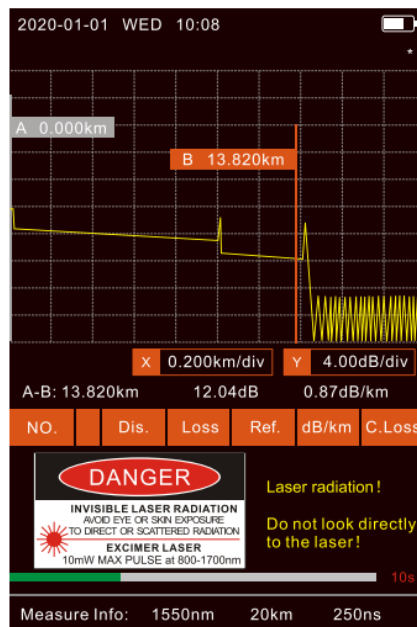 2020-01-01 WED 10:08
*
A 0.000km
B 13.820km
X 0.200km/div Y 4.00dB/div
A-B: 13.820km 12.04dB 0.87dB/km
NO. Dis. Loss Ref. dB/km C.Loss
DANGER
INVISIBLE LASER RADIATION
AVOID EYE OR SKIN EXPOSURE
TO DIRECT OR SCATTERED RADIATION
EXCIMER LASER
10mW MAX PULSE at 800-1700nm
Laser radiation!
Do not look directly
to the laser!
10s
Measure Info: 1550nm 20km 250ns